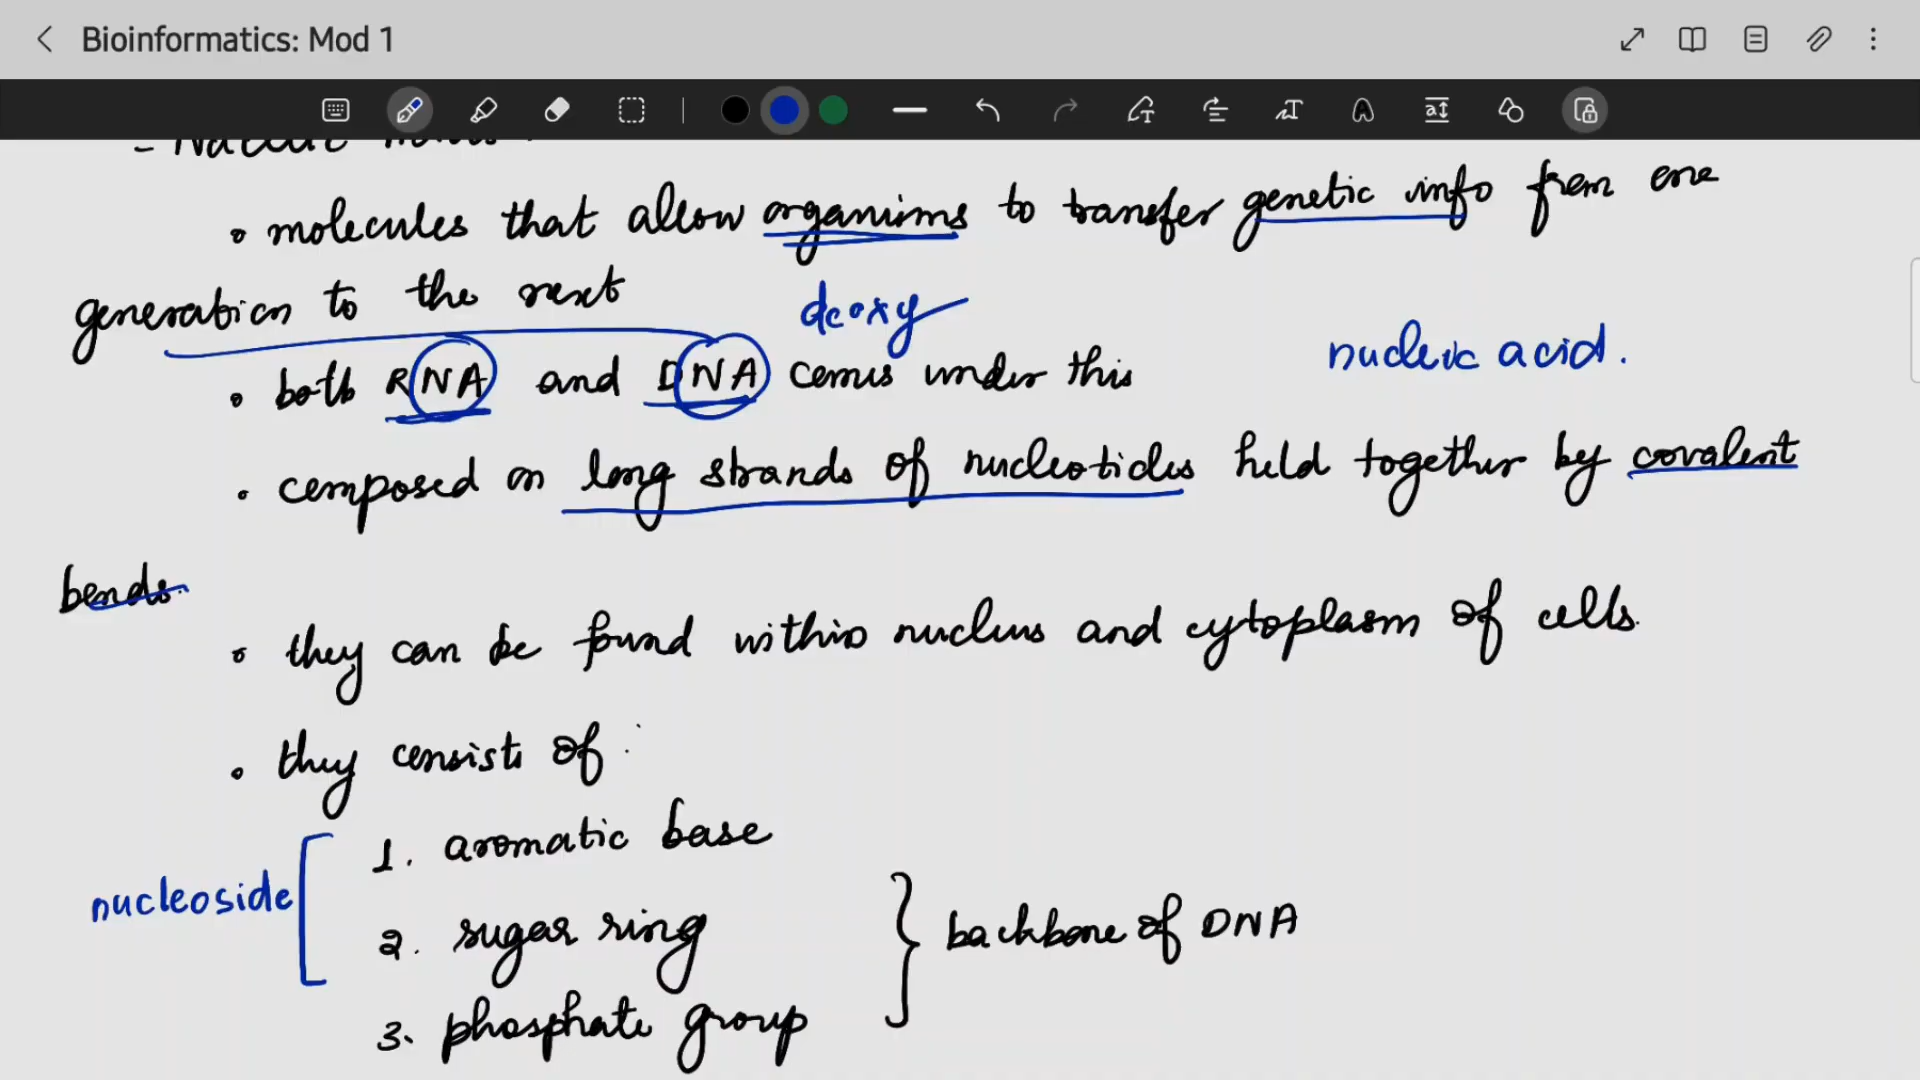 Bioinformatics: Mod 1
• molecules that allow organisms to transfer genetic info from one
generation to the next
deoxy
nucleic acid.
• both RNA and DNA comes under this
• composed on long strands of nucleotides held together by covalent
bonds.
• they can be found within nucleus and cytoplasm of cells.
• they consists of :
1. aromatic base
nucleoside
2. sugar ring
backbone of DNA
3. phosphate group